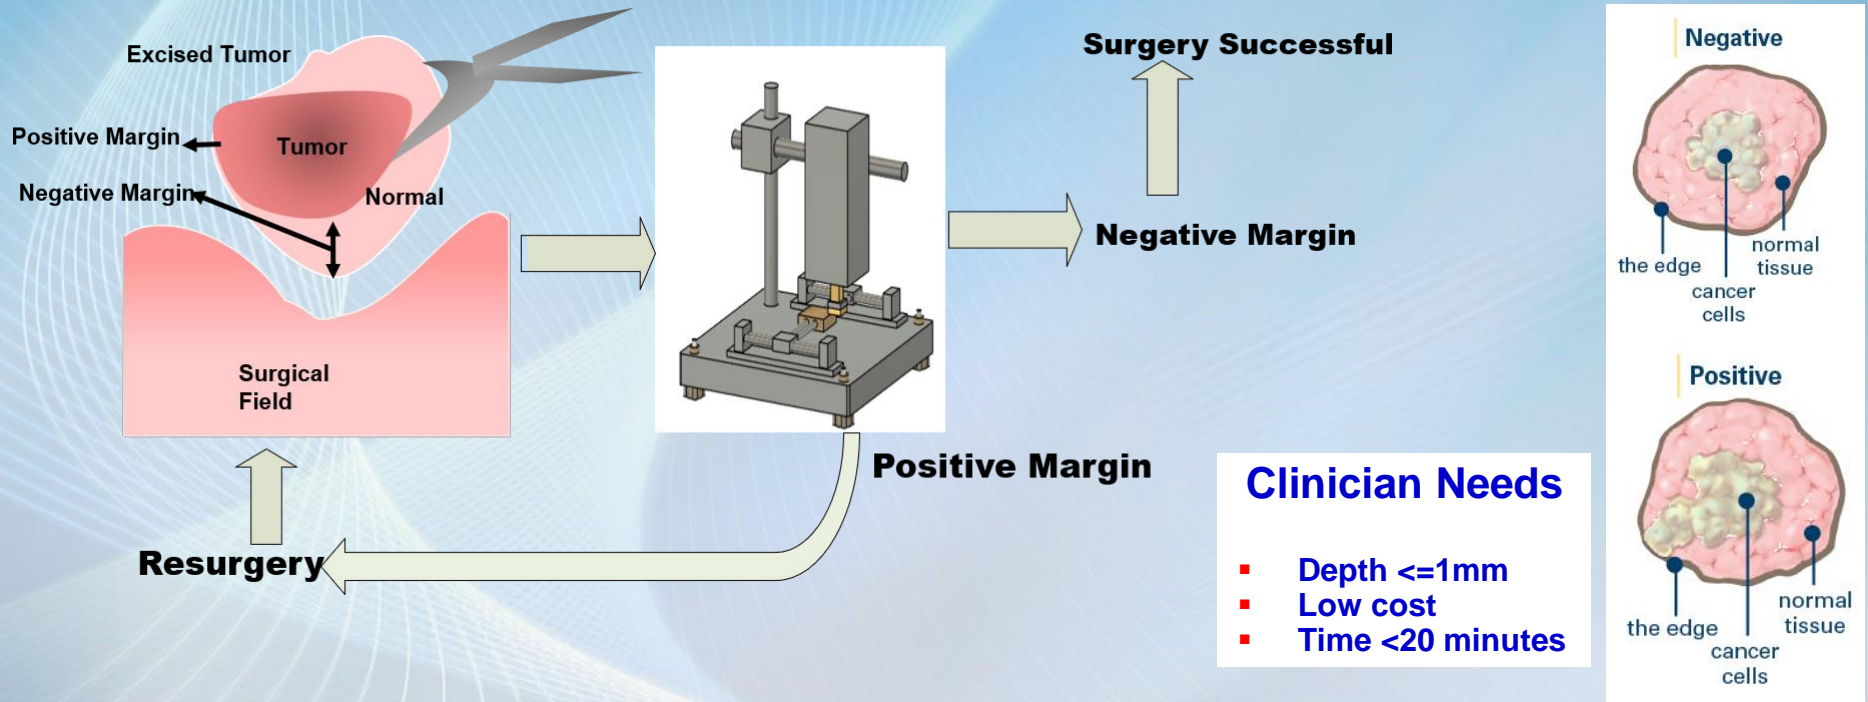 Excised Tumor
Positive Margin
Tumor
Negative Margin
Normal
Surgical
Field
Resurgery
Surgery Successful
Negative Margin
Positive Margin
Clinician Needs
▪ Depth <=1mm
▪ Low cost
▪ Time <20 minutes
Negative
the edge
normal
tissue
cancer
cells
Positive
the edge
normal
tissue
cancer
cells